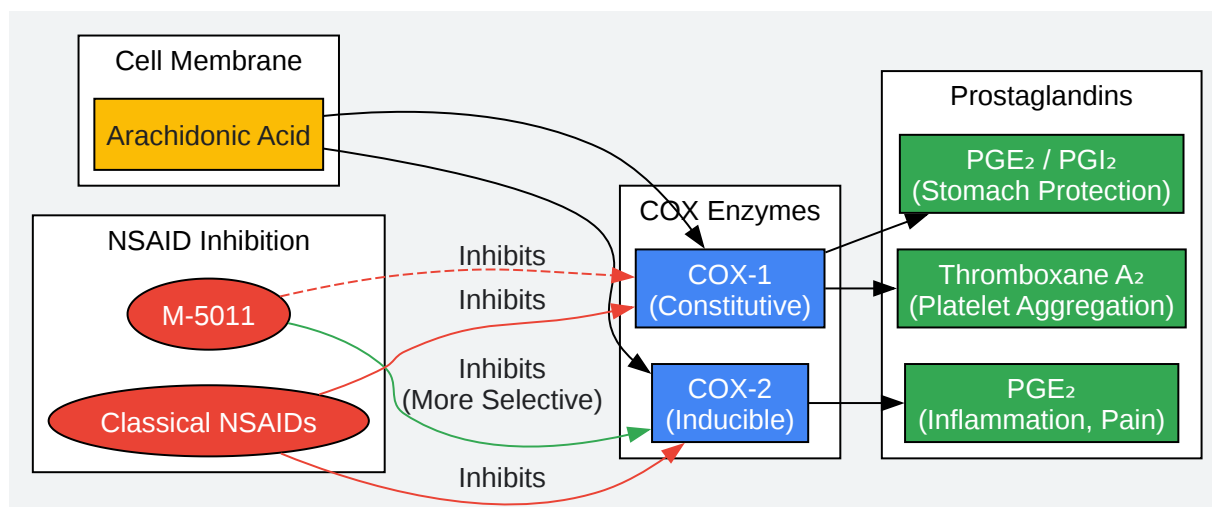 Cell Membrane
Arachidonic Acid
NSAID Inhibition
M-5011
Classical NSAIDs
Inhibits
Inhibits
Inhibits
(More Selective)
Inhibits
COX Enzymes
COX-1
(Constitutive)
COX-2
(Inducible)
Prostaglandins
PGE₂ / PGI₂
(Stomach Protection)
Thromboxane A₂
(Platelet Aggregation)
PGE₂
(Inflammation, Pain)